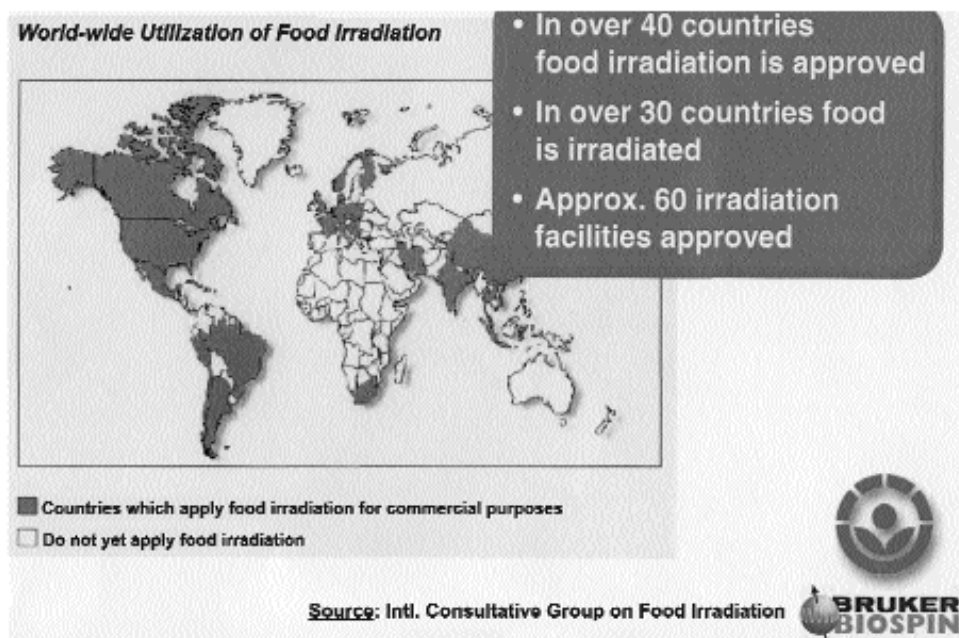 World-wide Utilization of Food Irradiation
• In over 40 countries
food irradiation is approved
• In over 30 countries food
is irradiated
• Approx. 60 irradiation
facilities approved
Countries which apply food irradiation for commercial purposes
Do not yet apply food irradiation
Source: Intl. Consultative Group on Food Irradiation
BRUKER
BIOSPIN